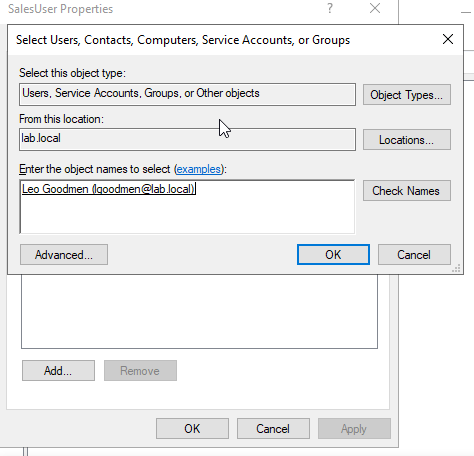 SalesUser Properties
?
Select Users, Contacts, Computers, Service Accounts, or Groups
Select this object type:
Users, Service Accounts, Groups, or Other objects
Object Types...
From this location:
lab.local
Locations...
Enter the object names to select (examples):
Leo Goodmen (lgoodmen@lab.local)
Check Names
Advanced...
OK
Cancel
Add...
Remove
OK
Cancel
Apply